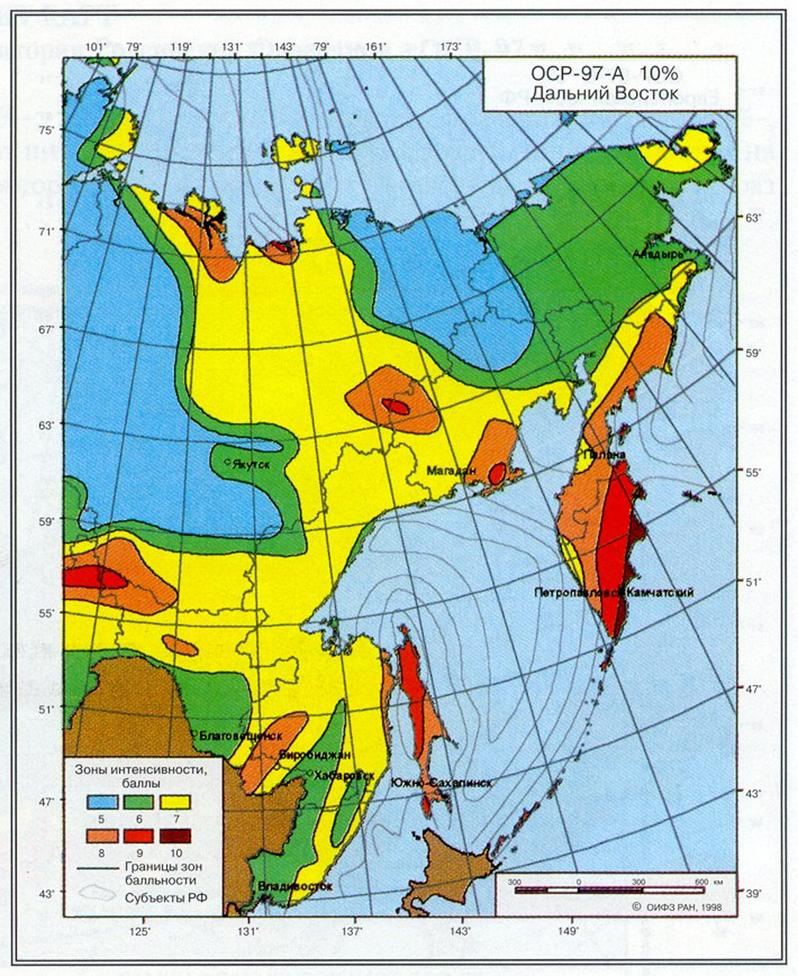 101° 79° 119° 131° 143° 79° 161° 173°
ОСР-97-А 10%
Дальний Восток
75°
71°
67°
63°
59°
55°
51°
47°
43°
63°
59°
55°
51°
47°
43°
39°
Анадырь
Якутск
Магадан
Палана
Петропавловск-Камчатский
Благовещенск
Биробиджан
Хабаровск
Южно-Сахалинск
Владивосток
Зоны интенсивности,
баллы
5 6 7
8 9 10
Границы зон
балльности
Субъекты РФ
300 0 300 600 км
© ОИФЗ РАН, 1998
125° 131° 137° 143° 149°